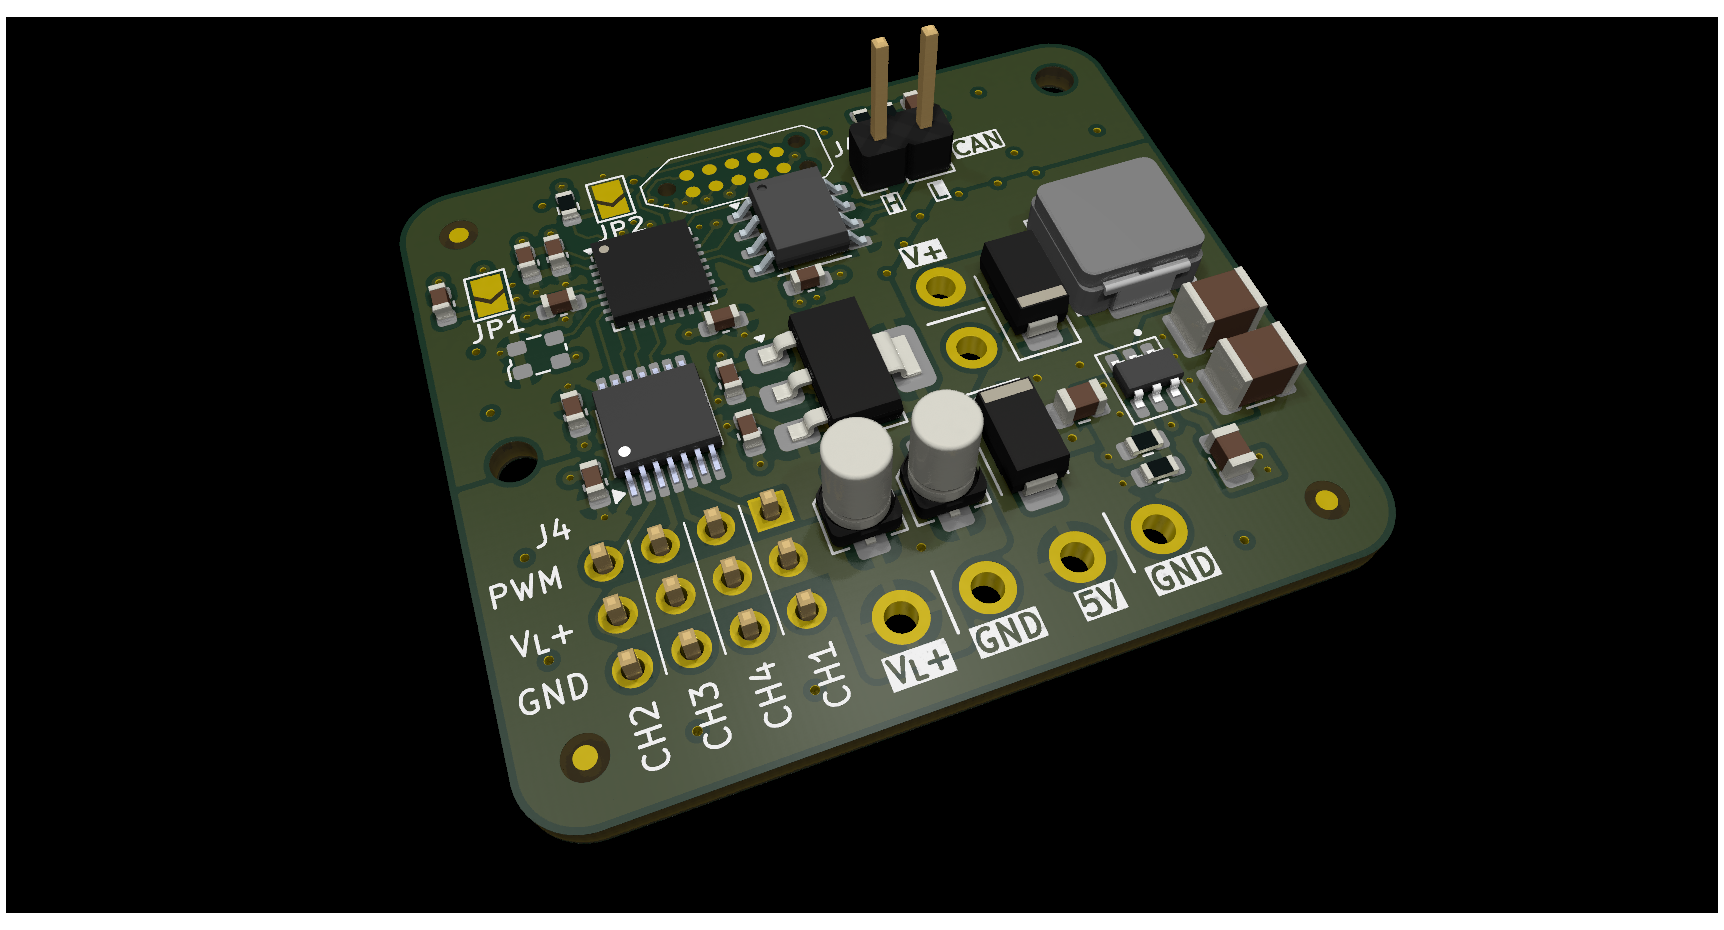 J
CAN
H
L
JP2
V+
JP1
J4
PWM
VL+
GND
CH2
CH3
CH4
CH1
VL+
GND
5V
GND